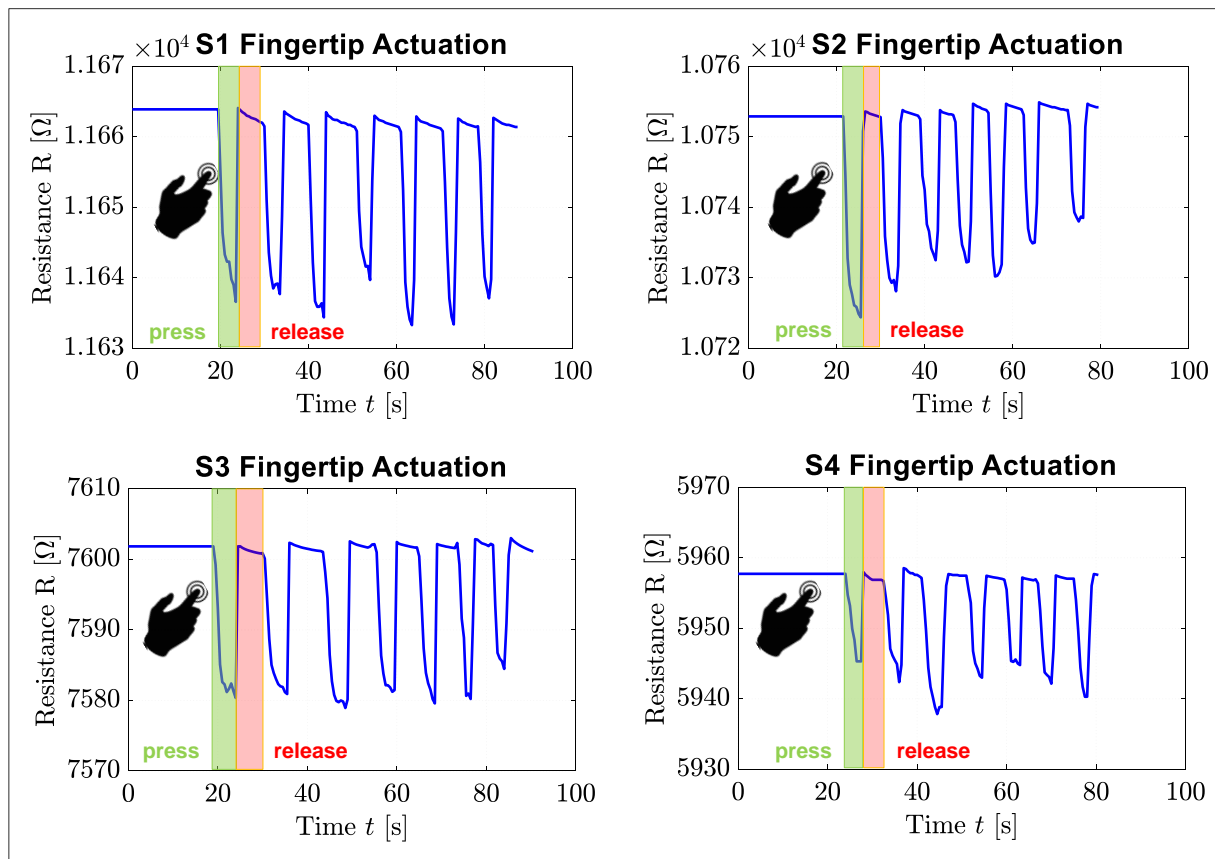 S1 Fingertip Actuation
×10⁴
1.167
1.166
1.165
1.164
1.163
Resistance R [Ω]
press
release
0
20
40
60
80
100
Time t [s]
S2 Fingertip Actuation
×10⁴
1.076
1.075
1.074
1.073
1.072
Resistance R [Ω]
press
release
0
20
40
60
80
100
Time t [s]
S3 Fingertip Actuation
7610
7600
7590
7580
7570
Resistance R [Ω]
press
release
0
20
40
60
80
100
Time t [s]
S4 Fingertip Actuation
5970
5960
5950
5940
5930
Resistance R [Ω]
press
release
0
20
40
60
80
100
Time t [s]